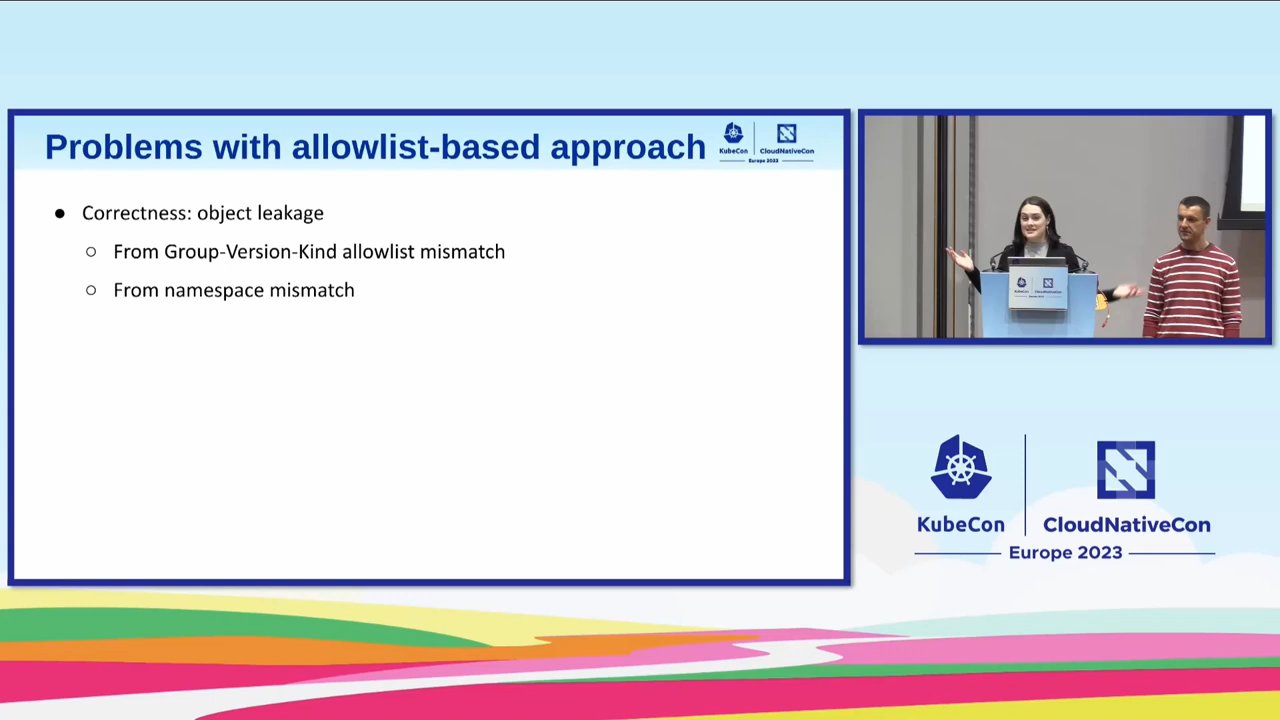 Problems with allowlist-based approach
KubeCon
CloudNativeCon
Europe 2023
● Correctness: object leakage
○ From Group-Version-Kind allowlist mismatch
○ From namespace mismatch
KubeCon
CloudNativeCon
Europe 2023